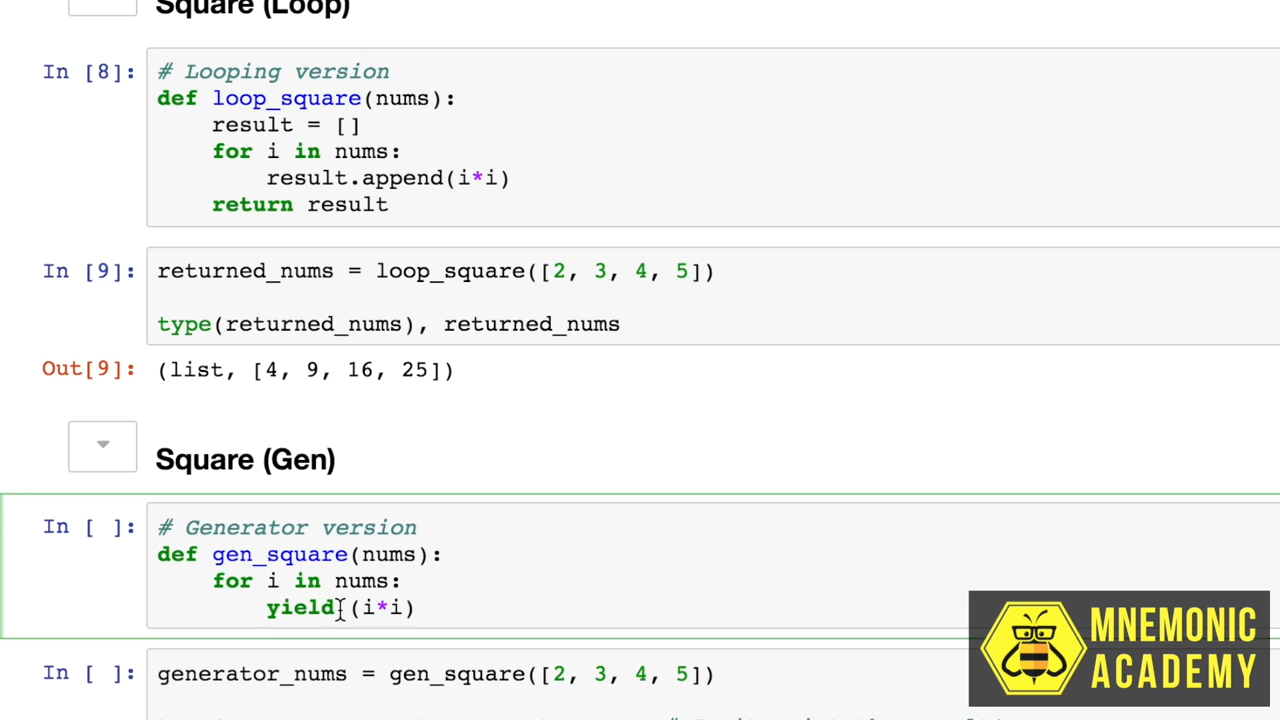 Square (Loop)
In [8]:
# Looping version
def loop_square(nums):
    result = []
    for i in nums:
        result.append(i*i)
    return result
In [9]:
returned_nums = loop_square([2, 3, 4, 5])
type(returned_nums), returned_nums
Out[9]:
(list, [4, 9, 16, 25])
Square (Gen)
In [ ]:
# Generator version
def gen_square(nums):
    for i in nums:
        yield (i*i)
In [ ]:
generator_nums = gen_square([2, 3, 4, 5])
MNEMONIC
ACADEMY